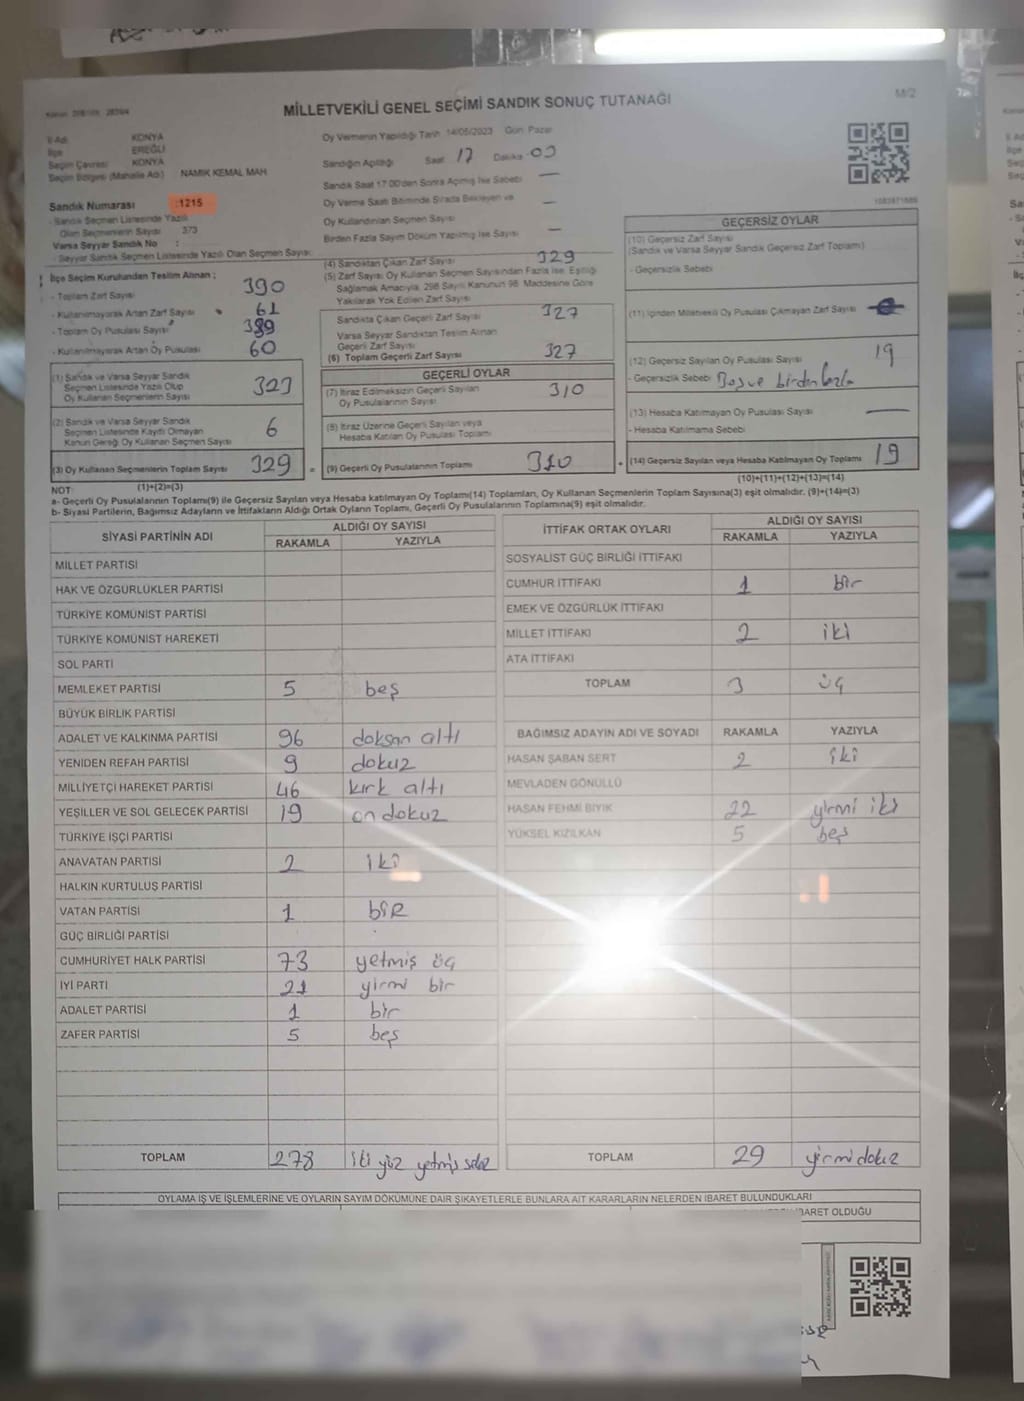 MİLLETVEKİLİ GENEL SEÇİMİ SANDIK SONUÇ TUTANAĞI
M/2
İl Adı KONYA
İlçe EREĞLİ
Seçim Çevresi KONYA
Seçim Bölgesi (Mahalle Adı) NAMIK KEMAL MAH
Sandık Numarası :1215
- Sandık Seçmen Listesinde Yazılı
Olan Seçmenlerin Sayısı 373
Varsa Seyyar Sandık No :
- Seyyar Sandık Seçmen Listesinde Yazılı Olan Seçmen Sayısı:
Oy Vermenin Yapıldığı Tarih 14/05/2023 Gün Pazar
Sandığın Açılışı Saat 17 Dakika 03
Sandık Saat 17:00'den Sonra Açılmış İse Sebebi —
Oy Verme Saati Bitiminde Sırada Bekleyen ve
Oy Kullandırılan Seçmen Sayısı —
Birden Fazla Sayım Döküm Yapılmış İse Sayısı —
İlçe Seçim Kurulundan Teslim Alınan ;
- Toplam Zarf Sayısı 390
- Kullanılmayarak Artan Zarf Sayısı 61
- Toplam Oy Pusulası Sayısı 389
- Kullanılmayarak Artan Oy Pusulası 60
(1) Sandık ve Varsa Seyyar Sandık
Seçmen Listesinde Yazılı Olup
Oy Kullanan Seçmenlerin Sayısı 323
(2) Sandık ve Varsa Seyyar Sandık
Seçmen Listesinde Kayıtlı Olmayan
Kanun Gereği Oy Kullanan Seçmen Sayısı 6
(3) Oy Kullanan Seçmenlerin Toplam Sayısı 329
(1)+(2)=(3)
(4) Sandıktan Çıkan Zarf Sayısı 329
(5) Zarf Sayısı Oy Kullanan Seçmen Sayısından Fazla İse Eşitliği
Sağlamak Amacıyla, 298 Sayılı Kanunun 98. Maddesine Göre
Yakılarak Yok Edilen Zarf Sayısı
Sandıkta Çıkan Geçerli Zarf Sayısı 327
Varsa Seyyar Sandıktan Teslim Alınan
Geçerli Zarf Sayısı
(6) Toplam Geçerli Zarf Sayısı 327
GEÇERLİ OYLAR
(7) İtiraz Edilmeksizin Geçerli Sayılan
Oy Pusulalarının Sayısı 310
(8) İtiraz Üzerine Geçerli Sayılan veya
Hesaba Katılan Oy Pusulası Toplamı
= (9) Geçerli Oy Pusulalarının Toplamı 310
GEÇERSİZ OYLAR
(10) Geçersiz Zarf Sayısı
(Sandık ve Varsa Seyyar Sandık Geçersiz Zarf Toplamı)
- Geçersizlik Sebebi
(11) İçinden Milletvekili Oy Pusulası Çıkmayan Zarf Sayısı
(12) Geçersiz Sayılan Oy Pusulası Sayısı 19
- Geçersizlik Sebebi Boş ve birden fazla
(13) Hesaba Katılmayan Oy Pusulası Sayısı —
- Hesaba Katılmama Sebebi
+ (14) Geçersiz Sayılan veya Hesaba Katılmayan Oy Toplamı 19
(10)+(11)+(12)+(13)=(14)
NOT:
a- Geçerli Oy Pusulalarının Toplamı(9) ile Geçersiz Sayılan veya Hesaba katılmayan Oy Toplamı(14) Toplamları, Oy Kullanan Seçmenlerin Toplam Sayısına(3) eşit olmalıdır. (9)+(14)=(3)
b- Siyasi Partilerin, Bağımsız Adayların ve İttifakların Aldığı Ortak Oyların Toplamı, Geçerli Oy Pusulalarının Toplamına(9) eşit olmalıdır.
SİYASİ PARTİNİN ADI ALDIĞI OY SAYISI
RAKAMLA YAZIYLA
MİLLET PARTİSİ
HAK VE ÖZGÜRLÜKLER PARTİSİ
TÜRKİYE KOMÜNİST PARTİSİ
TÜRKİYE KOMÜNİST HAREKETİ
SOL PARTİ
MEMLEKET PARTİSİ 5 beş
BÜYÜK BİRLİK PARTİSİ
ADALET VE KALKINMA PARTİSİ 96 doksan altı
YENİDEN REFAH PARTİSİ 9 dokuz
MİLLİYETÇİ HAREKET PARTİSİ 46 kırk altı
YEŞİLLER VE SOL GELECEK PARTİSİ 19 on dokuz
TÜRKİYE İŞÇİ PARTİSİ
ANAVATAN PARTİSİ 2 iki
HALKIN KURTULUŞ PARTİSİ
VATAN PARTİSİ 1 bİR
GÜÇ BİRLİĞİ PARTİSİ
CUMHURİYET HALK PARTİSİ 73 yetmiş üç
İYİ PARTİ 21 yirmi bir
ADALET PARTİSİ 1 bir
ZAFER PARTİSİ 5 beş
TOPLAM 278 iki yüz yetmiş sekiz
İTTİFAK ORTAK OYLARI ALDIĞI OY SAYISI
RAKAMLA YAZIYLA
SOSYALİST GÜÇ BİRLİĞİ İTTİFAKI
CUMHUR İTTİFAKI 1 bir
EMEK VE ÖZGÜRLÜK İTTİFAKI
MİLLET İTTİFAKI 2 iki
ATA İTTİFAKI
TOPLAM 3 üç
BAĞIMSIZ ADAYIN ADI VE SOYADI RAKAMLA YAZIYLA
HASAN ŞABAN SERT 2 iki
MEVLADEN GÖNÜLLÜ
HASAN FEHMİ BIYIK 22 yirmi iki
YÜKSEL KIZILKAN 5 beş
TOPLAM 29 yirmi dokuz
OYLAMA İŞ VE İŞLEMLERİNE VE OYLARIN SAYIM DÖKÜMÜNE DAİR ŞİKAYETLERLE BUNLARA AİT KARARLARIN NELERDEN İBARET BULUNDUKLARI
İBARET OLDUĞU